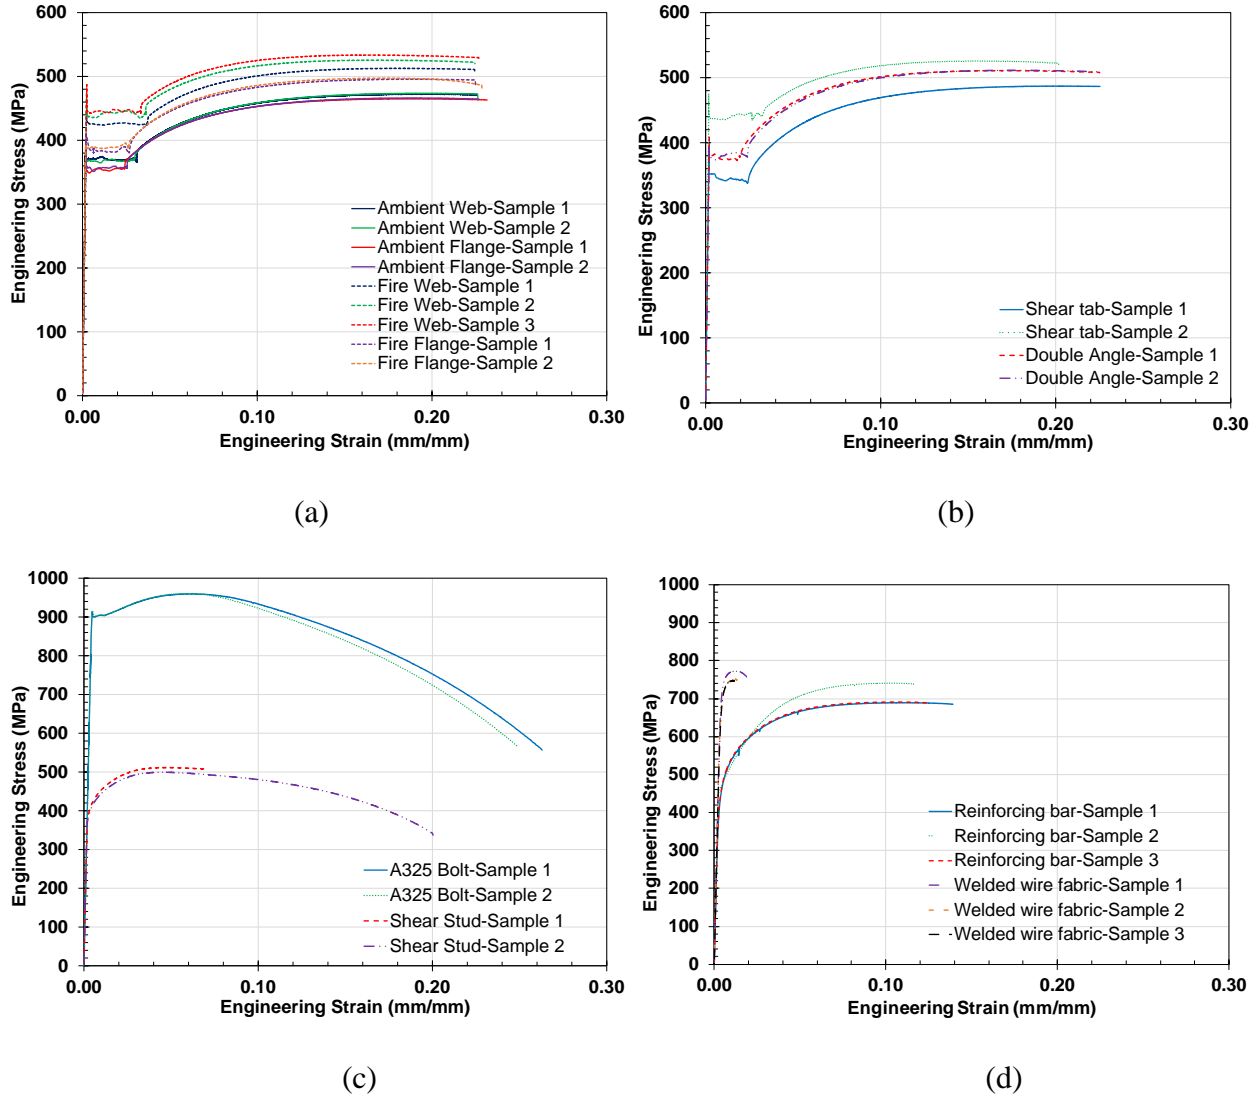 600
500
400
300
200
100
0
0.00 0.10 0.20 0.30
Engineering Stress (MPa)
Engineering Strain (mm/mm)
Ambient Web-Sample 1
Ambient Web-Sample 2
Ambient Flange-Sample 1
Ambient Flange-Sample 2
Fire Web-Sample 1
Fire Web-Sample 2
Fire Web-Sample 3
Fire Flange-Sample 1
Fire Flange-Sample 2
(a)
600
500
400
300
200
100
0
0.00 0.10 0.20 0.30
Engineering Stress (MPa)
Engineering Strain (mm/mm)
Shear tab-Sample 1
Shear tab-Sample 2
Double Angle-Sample 1
Double Angle-Sample 2
(b)
1000
900
800
700
600
500
400
300
200
100
0
0.00 0.10 0.20 0.30
Engineering Stress (MPa)
Engineering Strain (mm/mm)
A325 Bolt-Sample 1
A325 Bolt-Sample 2
Shear Stud-Sample 1
Shear Stud-Sample 2
(c)
1000
900
800
700
600
500
400
300
200
100
0
0.00 0.10 0.20 0.30
Engineering Stress (MPa)
Engineering Strain (mm/mm)
Reinforcing bar-Sample 1
Reinforcing bar-Sample 2
Reinforcing bar-Sample 3
Welded wire fabric-Sample 1
Welded wire fabric-Sample 2
Welded wire fabric-Sample 3
(d)